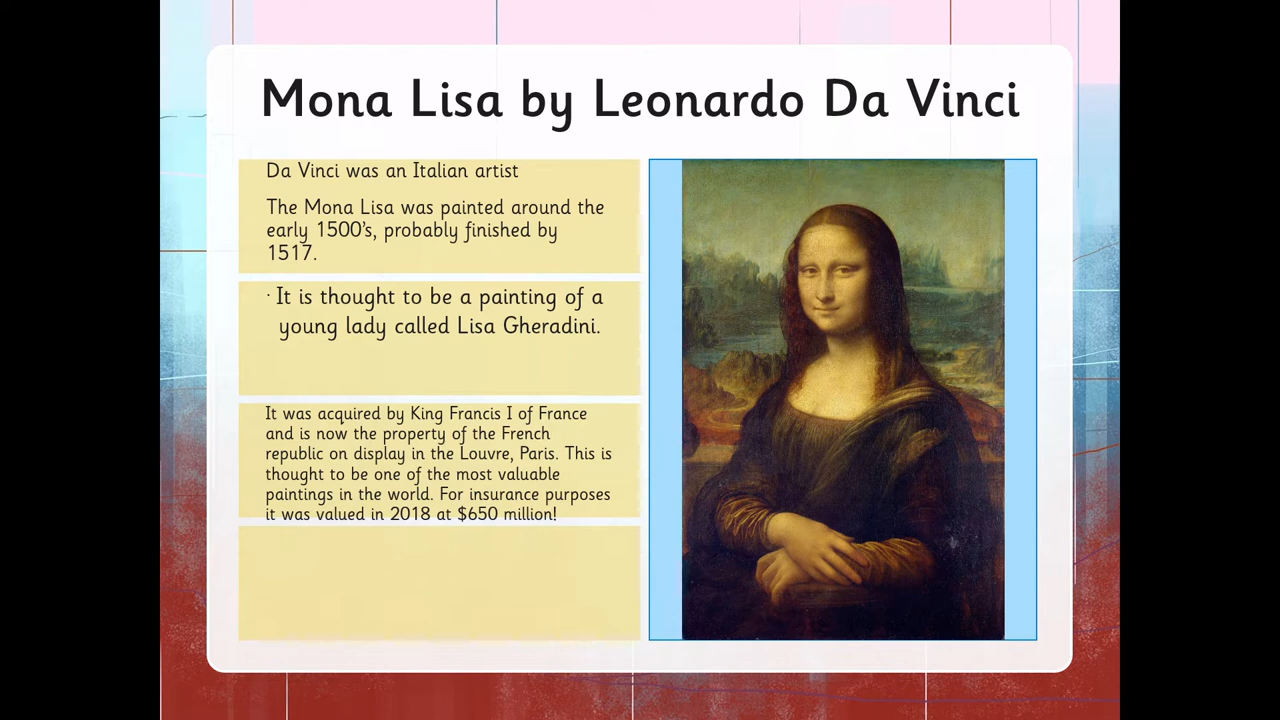 Mona Lisa by Leonardo Da Vinci
Da Vinci was an Italian artist
The Mona Lisa was painted around the
early 1500’s, probably finished by
1517.
· It is thought to be a painting of a
young lady called Lisa Gheradini.
It was acquired by King Francis I of France
and is now the property of the French
republic on display in the Louvre, Paris. This is
thought to be one of the most valuable
paintings in the world. For insurance purposes
it was valued in 2018 at $650 million!